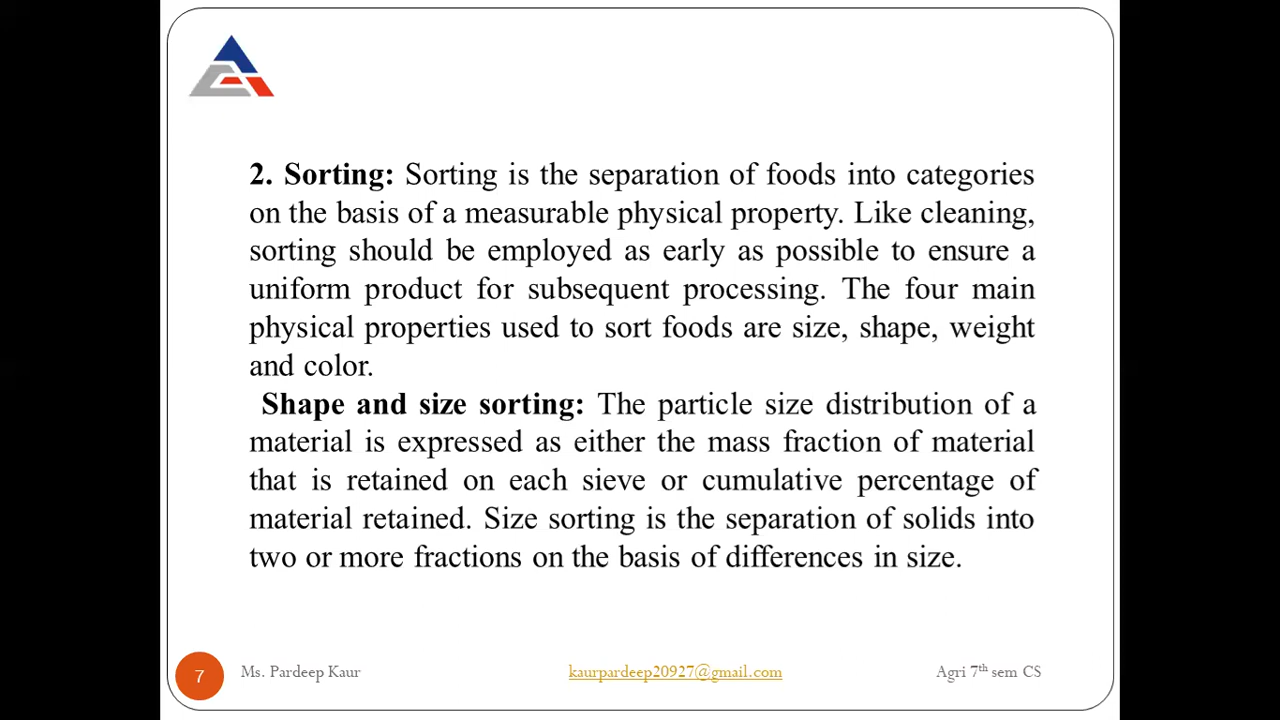 2. Sorting: Sorting is the separation of foods into categories
on the basis of a measurable physical property. Like cleaning,
sorting should be employed as early as possible to ensure a
uniform product for subsequent processing. The four main
physical properties used to sort foods are size, shape, weight
and color.
Shape and size sorting: The particle size distribution of a
material is expressed as either the mass fraction of material
that is retained on each sieve or cumulative percentage of
material retained. Size sorting is the separation of solids into
two or more fractions on the basis of differences in size.
7 Ms. Pardeep Kaur kaurpardeep20927@gmail.com Agri 7th sem CS